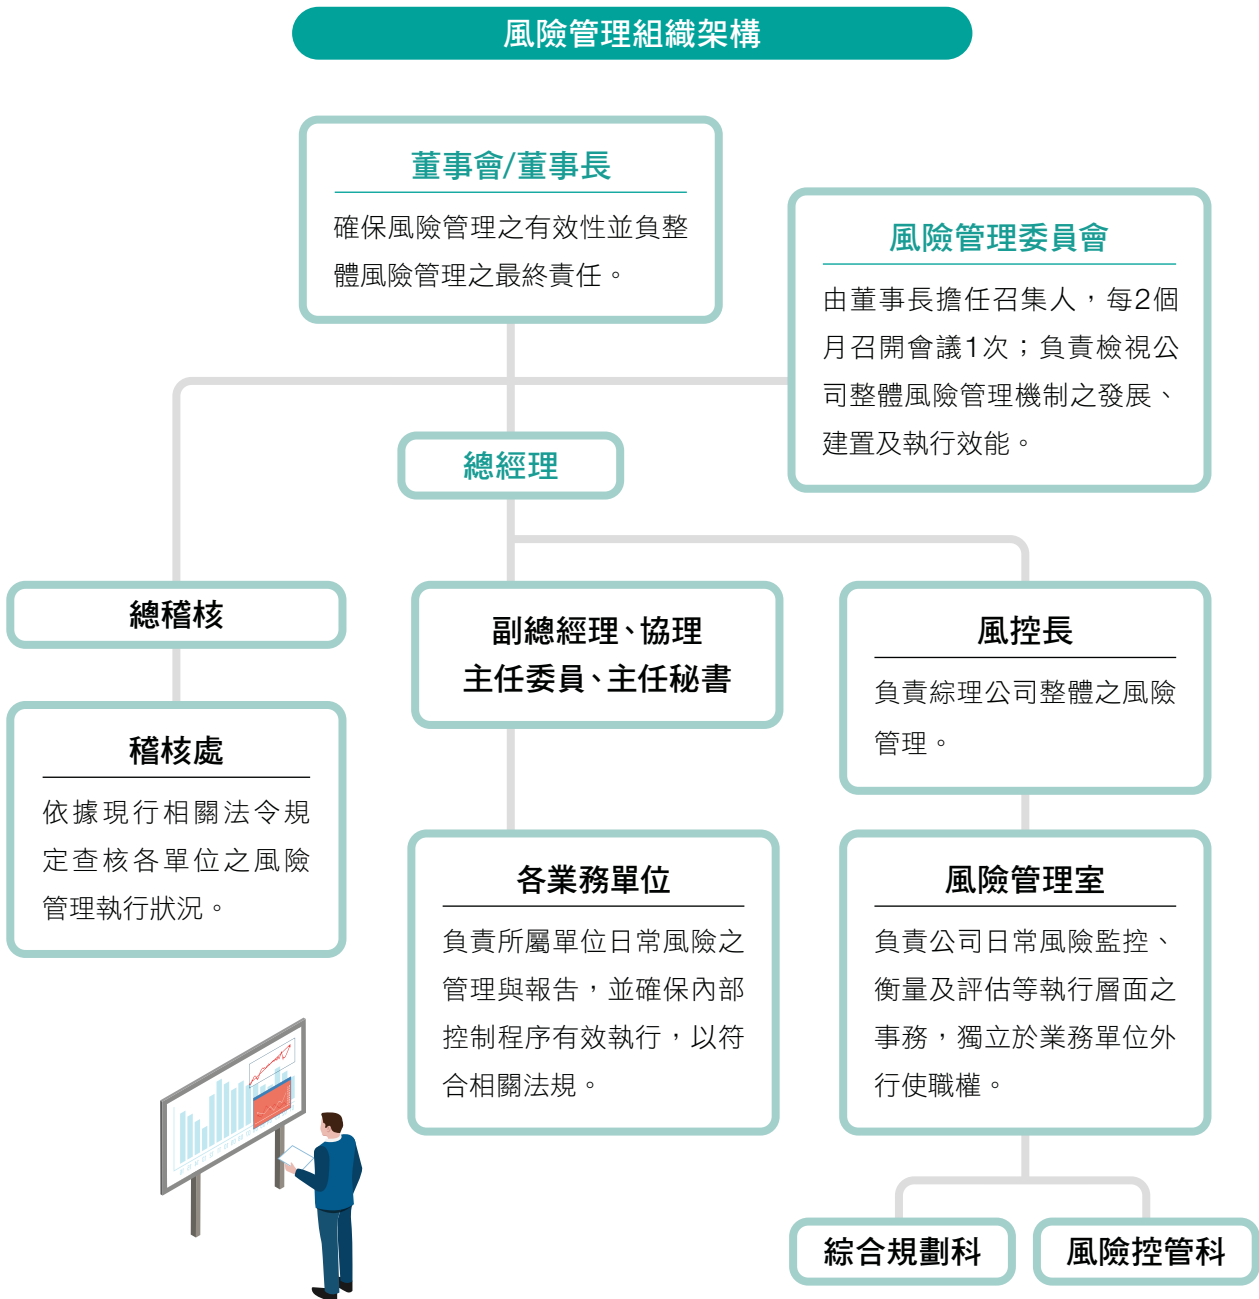 風險管理組織架構
董事會/董事長
確保風險管理之有效性並負整
體風險管理之最終責任。
風險管理委員會
由董事長擔任召集人，每2個
月召開會議1次；負責檢視公
司整體風險管理機制之發展、
建置及執行效能。
總經理
總稽核
稽核處
依據現行相關法令規
定查核各單位之風險
管理執行狀況。
副總經理、協理
主任委員、主任秘書
各業務單位
負責所屬單位日常風險之
管理與報告，並確保內部
控制程序有效執行，以符
合相關法規。
風控長
負責綜理公司整體之風險
管理。
風險管理室
負責公司日常風險監控、
衡量及評估等執行層面之
事務，獨立於業務單位外
行使職權。
綜合規劃科
風險控管科